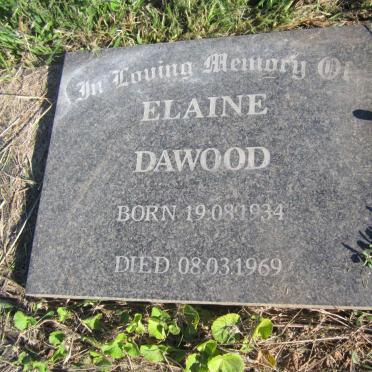 In Loving Memory Of
ELAINE
DAWOOD
BORN 19.08.1934
DIED 08.03.1969